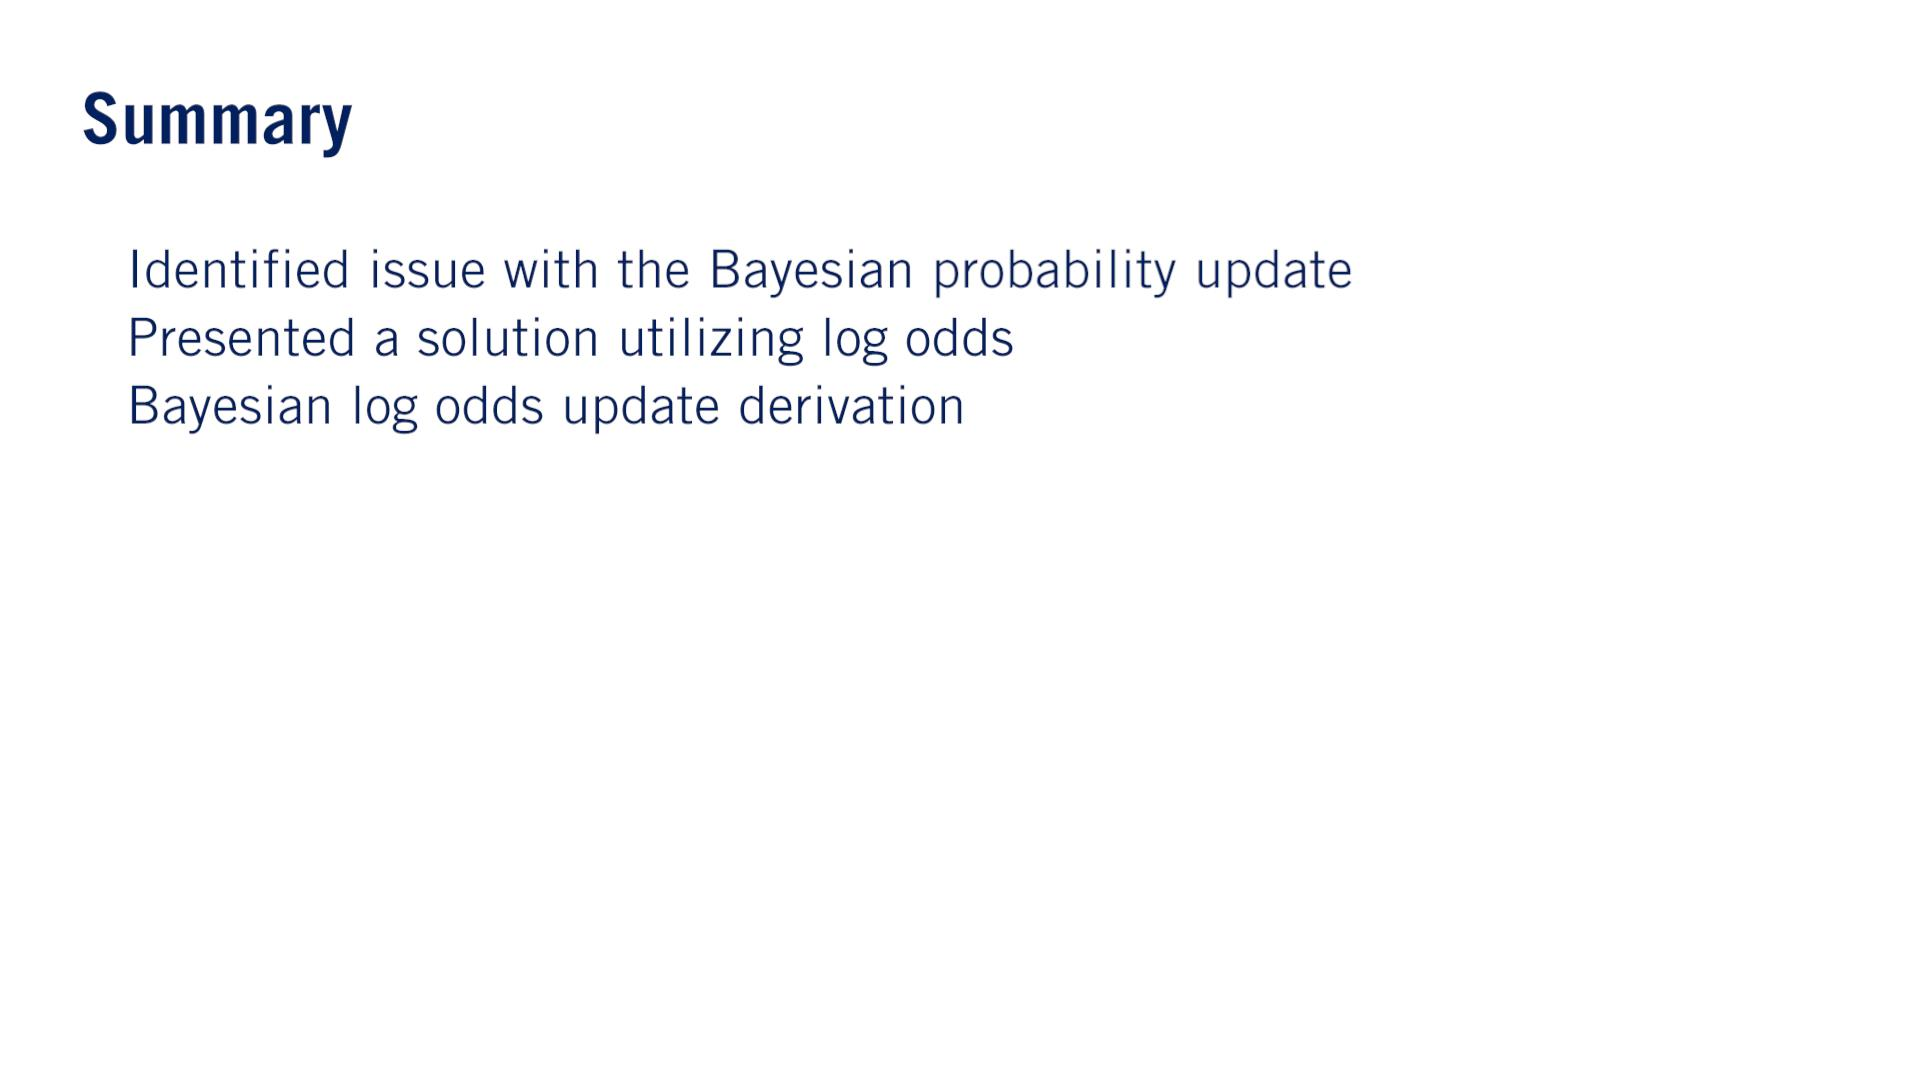 Summary
Identified issue with the Bayesian probability update
Presented a solution utilizing log odds
Bayesian log odds update derivation